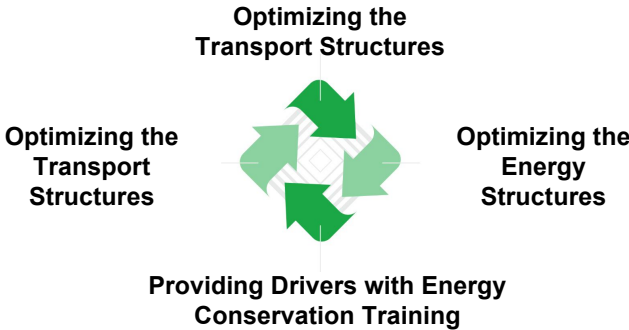 Optimizing the
Transport Structures
Optimizing the
Transport
Structures
Optimizing the
Energy
Structures
Providing Drivers with Energy
Conservation Training